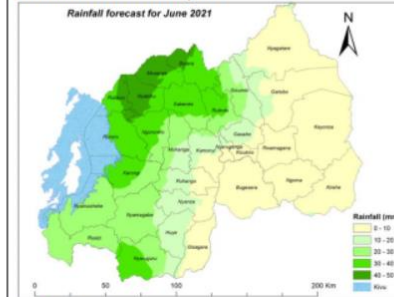 Rainfall forecast for June 2021
N
Nyagatare
Burera
Musanze
Gicumbi
Gatsibo
Rubavu
Nyabihu
Gakenke
Rulindo
Kayonza
Rutsiro
Ngororero
Gasabo
Muhanga
Kamonyi
Nyarugenge
Kicukiro
Rwamagana
Karongi
Ruhango
Bugesera
Ngoma
Kirehe
Nyamasheke
Nyanza
Nyamagabe
Rusizi
Huye
Gisagara
Nyaruguru
Rainfall (m
0 - 10
10 - 20
20 - 30
30 - 40
40 - 50
Kivu
0
50
100
200 Km